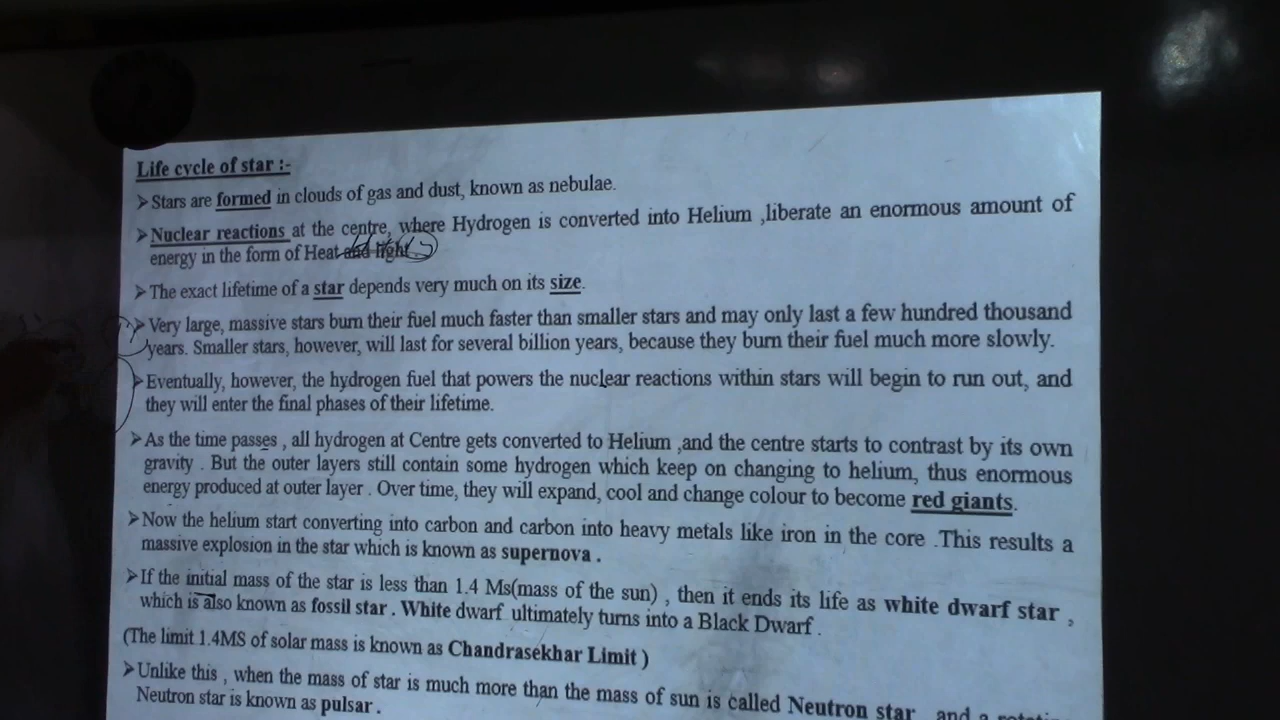 Life cycle of star :-
➢Stars are formed in clouds of gas and dust, known as nebulae.
➢Nuclear reactions at the centre, where Hydrogen is converted into Helium ,liberate an enormous amount of
energy in the form of Heat and light.
➢The exact lifetime of a star depends very much on its size.
➢Very large, massive stars burn their fuel much faster than smaller stars and may only last a few hundred thousand
years. Smaller stars, however, will last for several billion years, because they burn their fuel much more slowly.
➢Eventually, however, the hydrogen fuel that powers the nuclear reactions within stars will begin to run out, and
they will enter the final phases of their lifetime.
➢As the time passes , all hydrogen at Centre gets converted to Helium ,and the centre starts to contrast by its own
gravity . But the outer layers still contain some hydrogen which keep on changing to helium, thus enormous
energy produced at outer layer . Over time, they will expand, cool and change colour to become red giants.
➢Now the helium start converting into carbon and carbon into heavy metals like iron in the core .This results a
massive explosion in the star which is known as supernova .
➢If the initial mass of the star is less than 1.4 Ms(mass of the sun) , then it ends its life as white dwarf star ,
which is also known as fossil star . White dwarf ultimately turns into a Black Dwarf .
(The limit 1.4MS of solar mass is known as Chandrasekhar Limit )
➢Unlike this , when the mass of star is much more than the mass of sun is called Neutron star and a
Neutron star is known as pulsar .